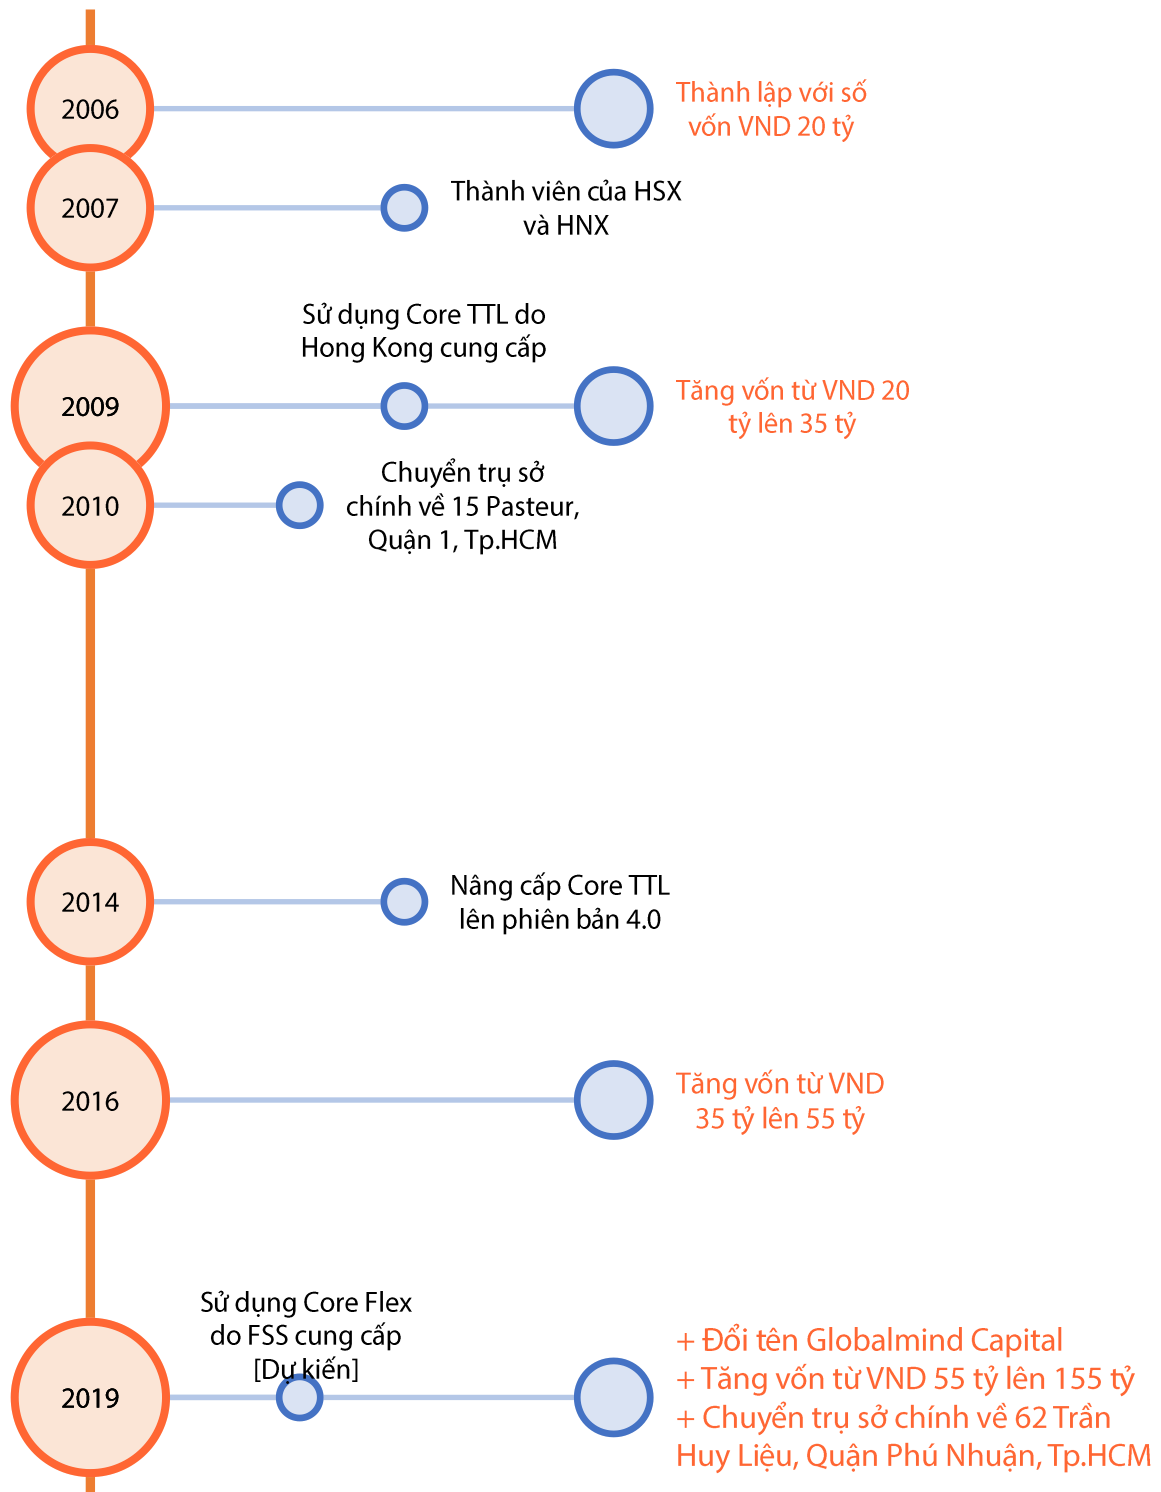 2006
Thành lập với số
vốn VND 20 tỷ
2007
Thành viên của HSX
và HNX
Sử dụng Core TTL do
Hong Kong cung cấp
2009
Tăng vốn từ VND 20
tỷ lên 35 tỷ
2010
Chuyển trụ sở
chính về 15 Pasteur,
Quận 1, Tp.HCM
2014
Nâng cấp Core TTL
lên phiên bản 4.0
2016
Tăng vốn từ VND
35 tỷ lên 55 tỷ
Sử dụng Core Flex
do FSS cung cấp
[Dự kiến]
2019
+ Đổi tên Globalmind Capital
+ Tăng vốn từ VND 55 tỷ lên 155 tỷ
+ Chuyển trụ sở chính về 62 Trần
Huy Liệu, Quận Phú Nhuận, Tp.HCM